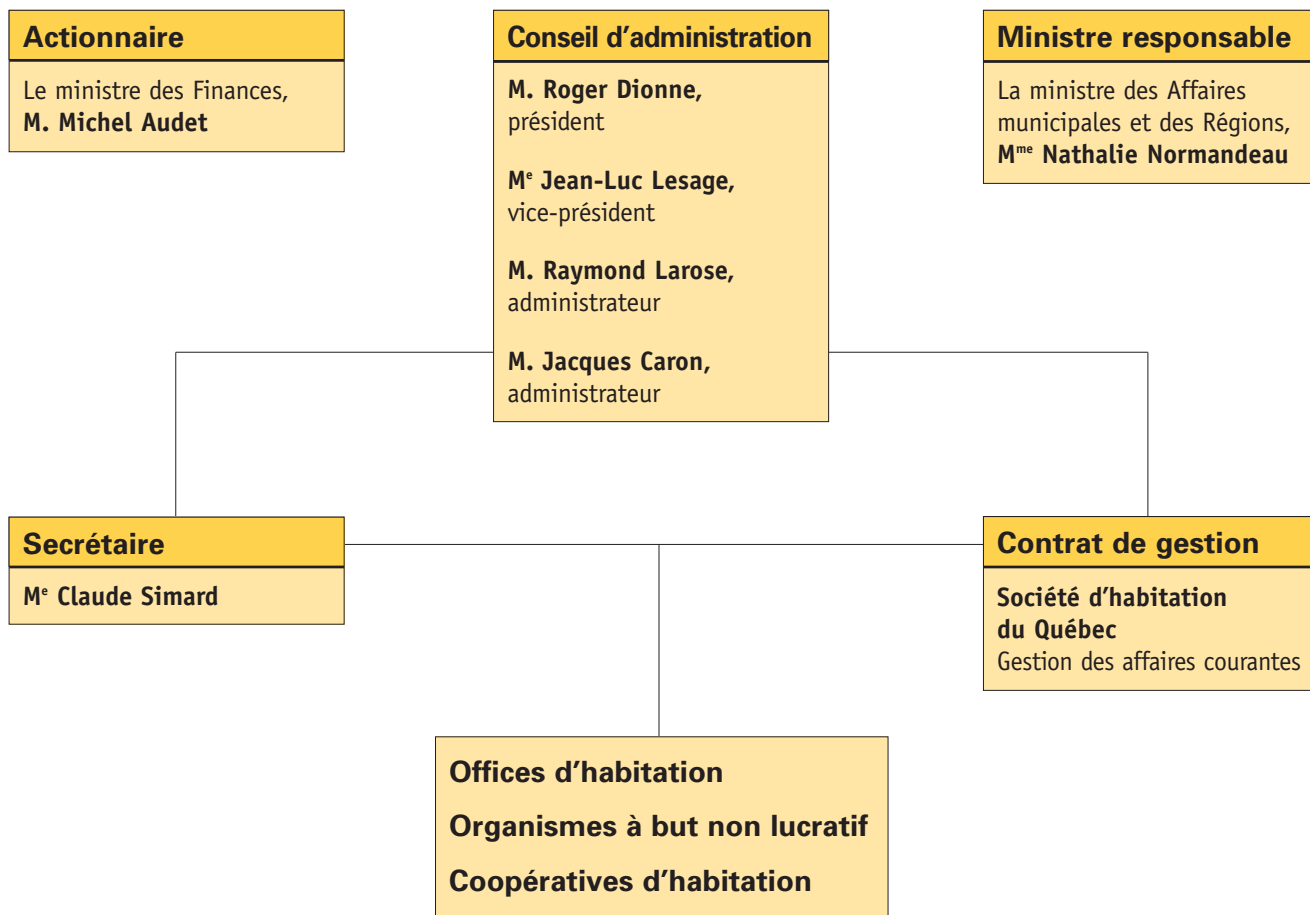 Actionnaire
Le ministre des Finances,
M. Michel Audet
Conseil d'administration
M. Roger Dionne,
président
Me Jean-Luc Lesage,
vice-président
M. Raymond Larose,
administrateur
M. Jacques Caron,
administrateur
Ministre responsable
La ministre des Affaires
municipales et des Régions,
Mme Nathalie Normandeau
Secrétaire
Me Claude Simard
Contrat de gestion
Société d'habitation
du Québec
Gestion des affaires courantes
Offices d'habitation
Organismes à but non lucratif
Coopératives d'habitation